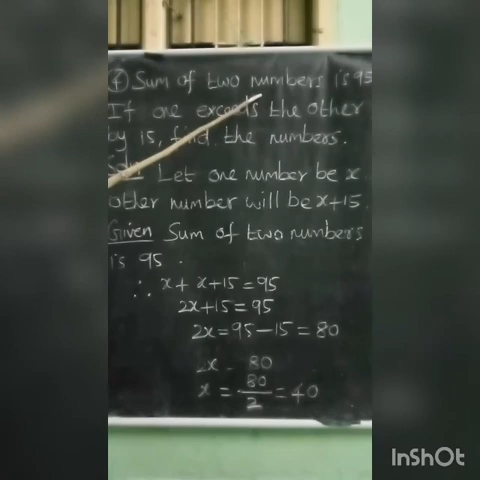 ④ Sum of two numbers is 95
If one exceeds the other
by 15, find the numbers.
Soln Let one number be x
other number will be x+15.
Given Sum of two numbers
is 95.
∴ x + x+15 = 95
2x+15 = 95
2x = 95 - 15 = 80
2x = 80
x = 80/2 = 40
InShOt